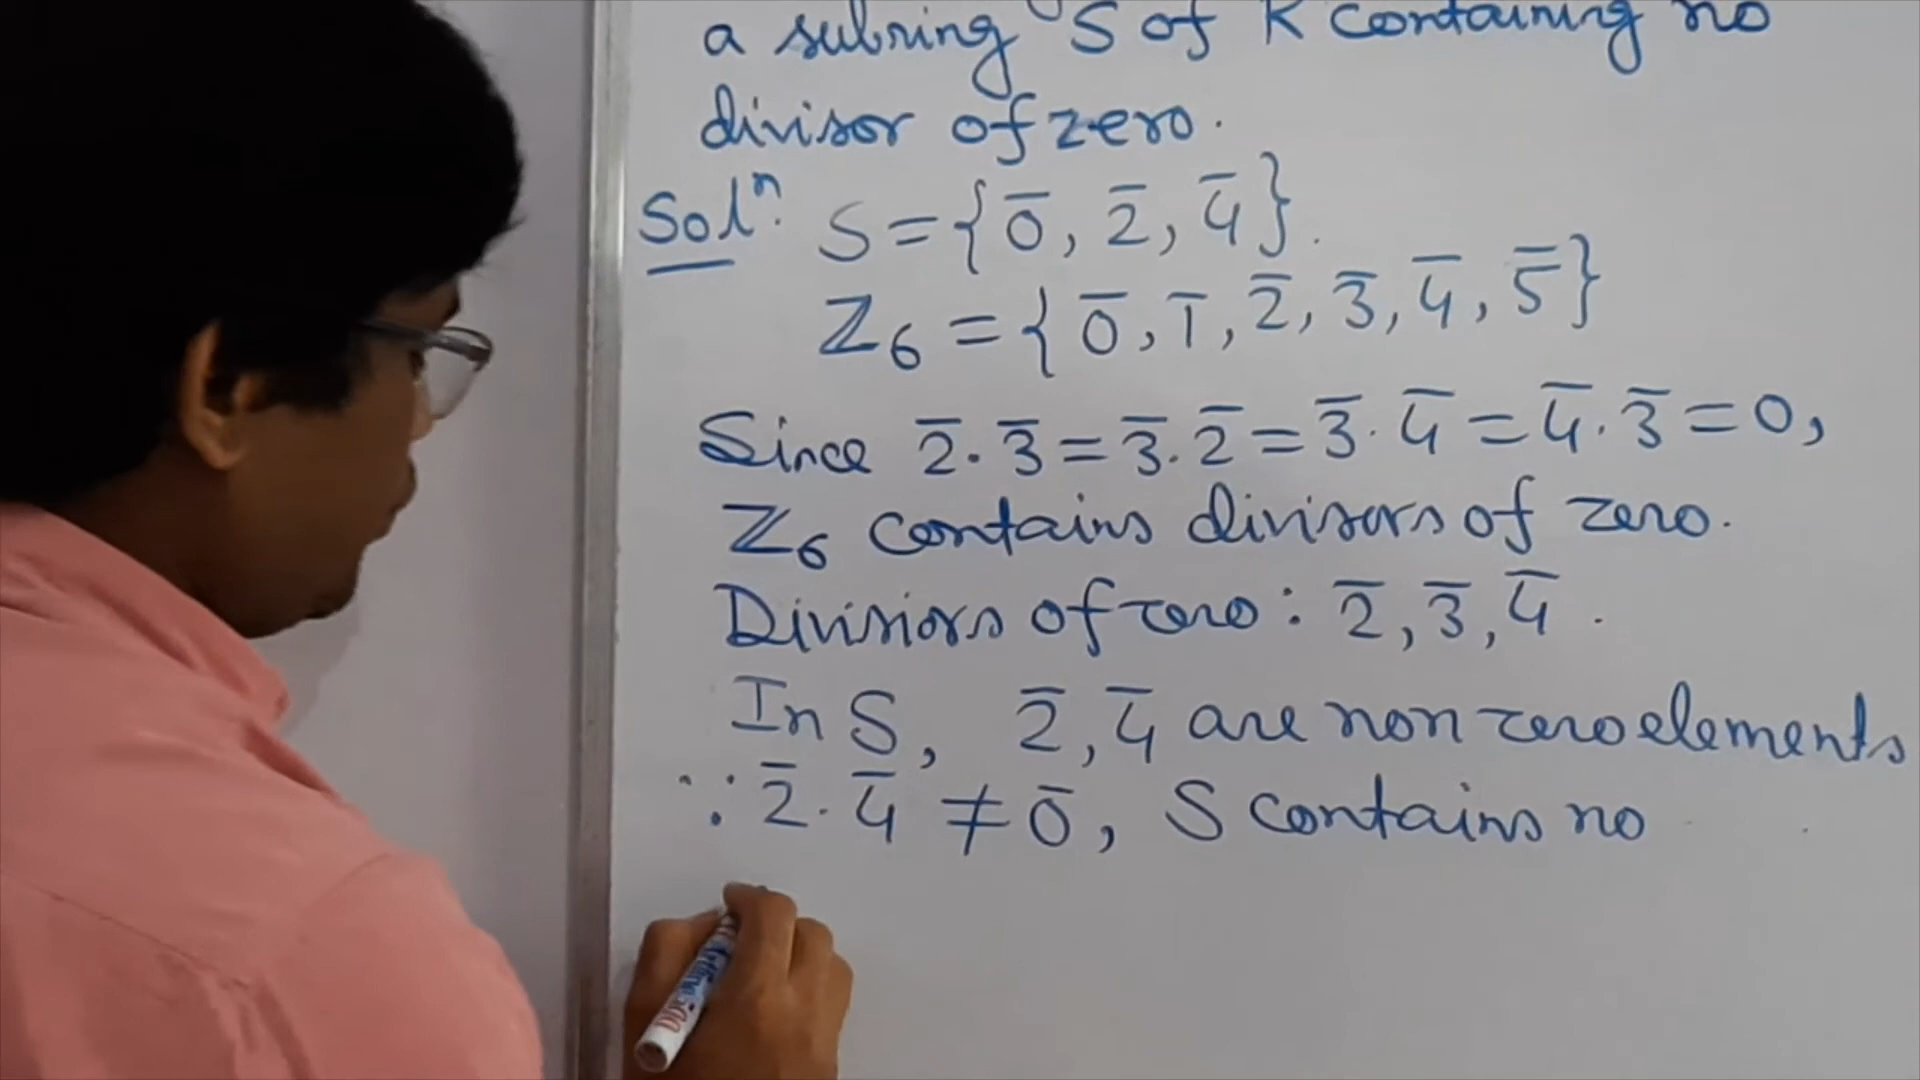 a subring S of R containing no
divisor of zero.
Solⁿ. S = {0̅, 2̅, 4̅}.
Z₆ = {0̅, 1̅, 2̅, 3̅, 4̅, 5̅}
Since 2̅·3̅ = 3̅·2̅ = 3̅·4̅ = 4̅·3̅ = 0,
Z₆ contains divisors of zero.
Divisiors of zero: 2̅, 3̅, 4̅.
In S, 2̅, 4̅ are non zero elements
∵ 2̅·4̅ ≠ 0̅, S contains no